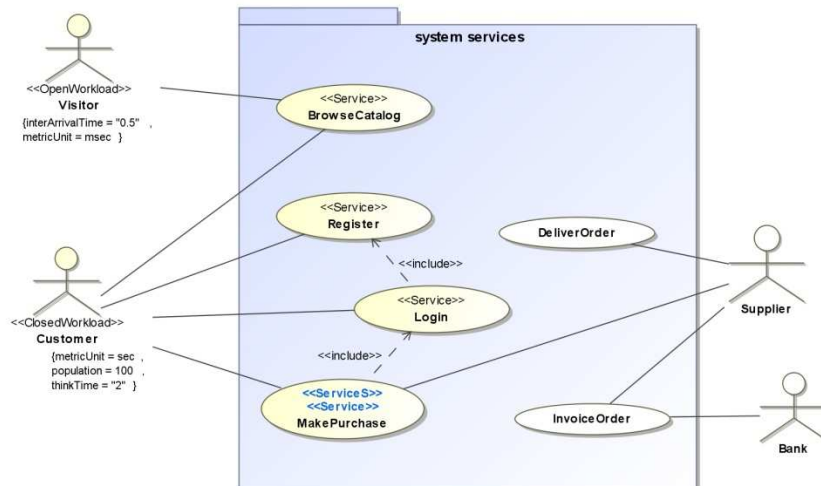 system services
<<OpenWorkload>>
Visitor
{interArrivalTime = "0.5" ,
metricUnit = msec }
<<Service>>
BrowseCatalog
<<Service>>
Register
DeliverOrder
<<include>>
<<ClosedWorkload>>
Customer
{metricUnit = sec ,
population = 100 ,
thinkTime = "2" }
<<Service>>
Login
Supplier
<<include>>
<<ServiceS>>
<<Service>>
MakePurchase
InvoiceOrder
Bank